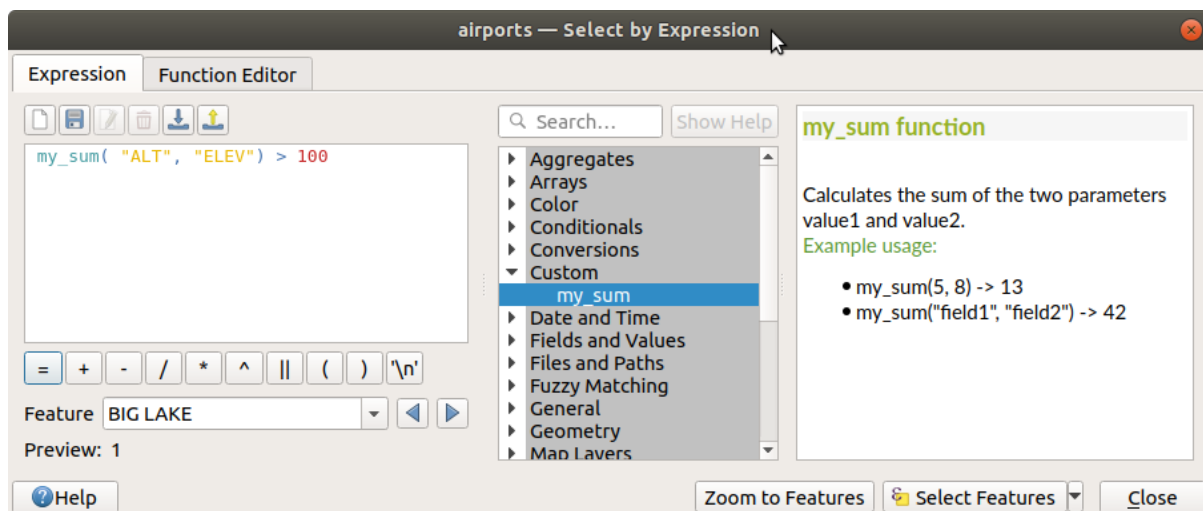 airports — Select by Expression
Expression
Function Editor
my_sum( "ALT", "ELEV") > 100
= + - / * ^ || ( ) '\n'
Feature BIG LAKE
Preview: 1
Search... Show Help
Aggregates
Arrays
Color
Conditionals
Conversions
Custom
my_sum
Date and Time
Fields and Values
Files and Paths
Fuzzy Matching
General
Geometry
Map Layers
my_sum function
Calculates the sum of the two parameters
value1 and value2.
Example usage:
• my_sum(5, 8) -> 13
• my_sum("field1", "field2") -> 42
Help
Zoom to Features
Select Features
Close